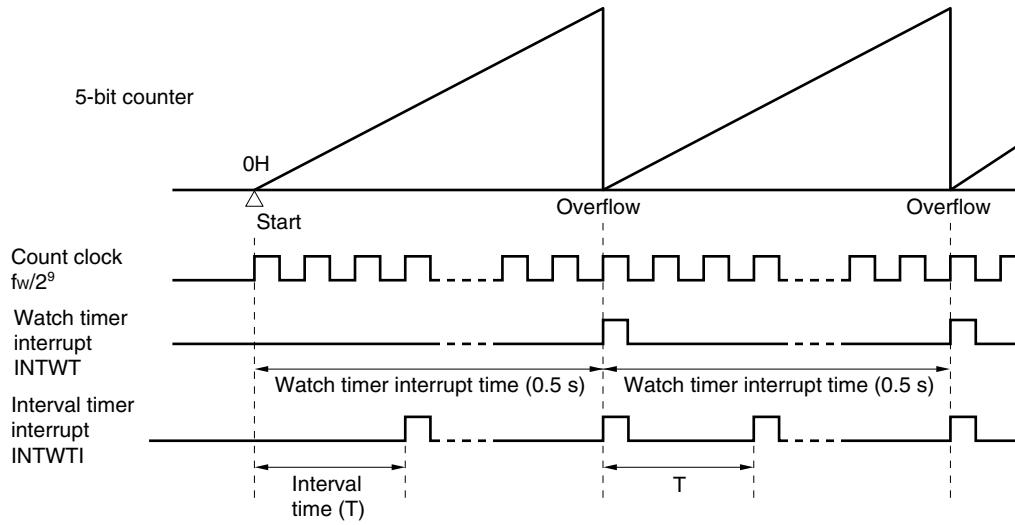 5-bit counter
0H
Start
Overflow
Overflow
Count clock
fw/2⁹
Watch timer
interrupt
INTWT
Watch timer interrupt time (0.5 s)
Watch timer interrupt time (0.5 s)
Interval timer
interrupt
INTWTI
Interval
time (T)
T